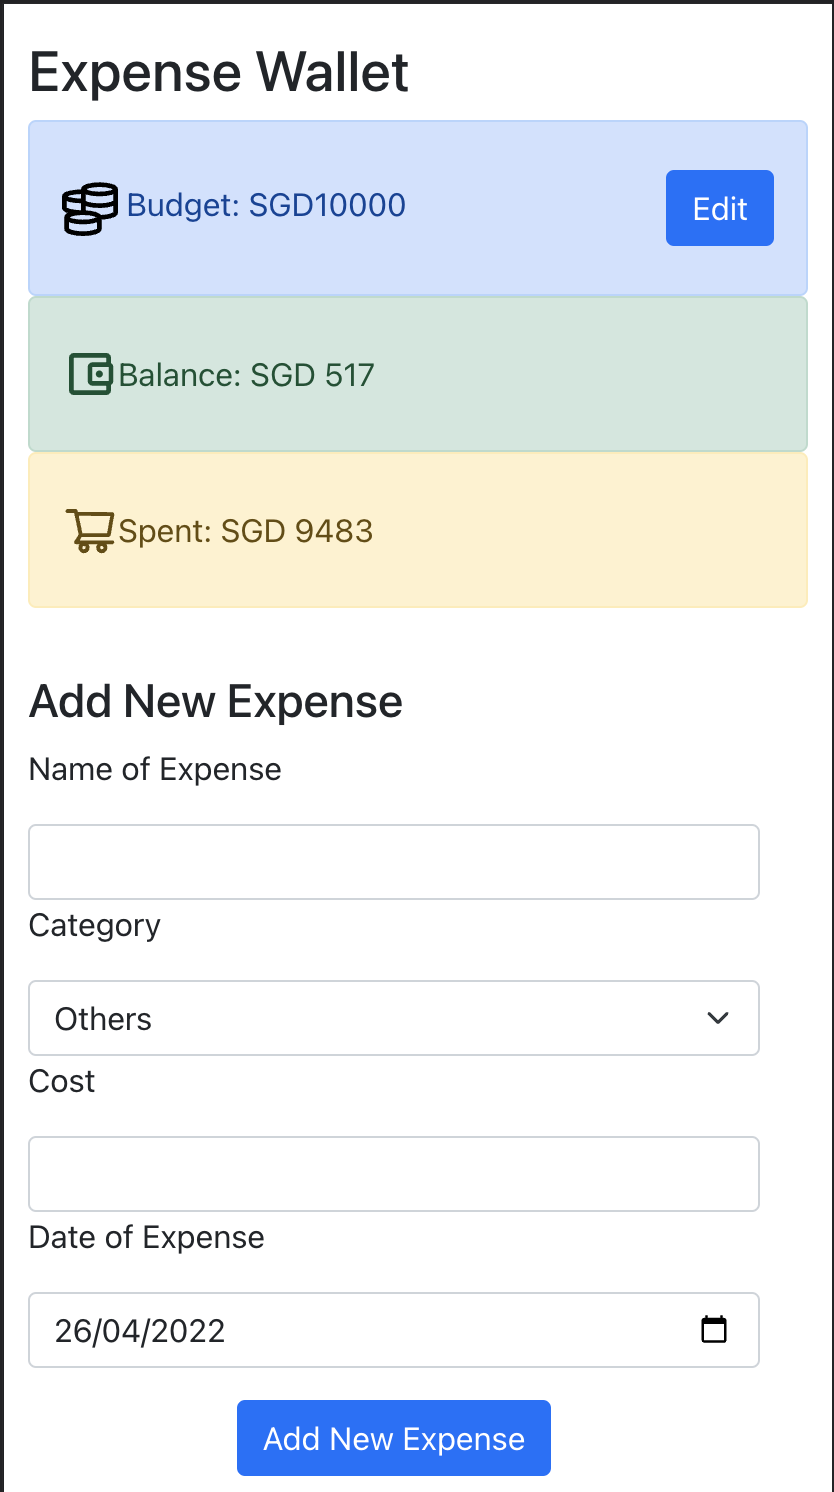 Expense Wallet
Budget: SGD10000
Edit
Balance: SGD 517
Spent: SGD 9483
Add New Expense
Name of Expense
Category
Others
Cost
Date of Expense
26/04/2022
Add New Expense